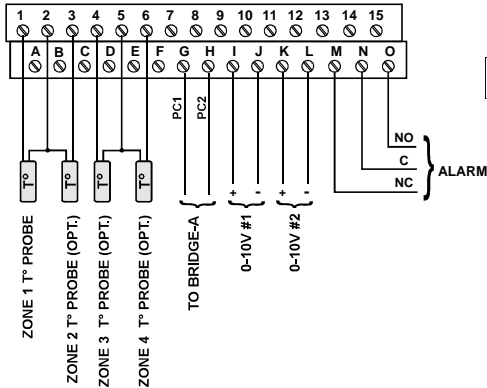 1 2 3 4 5 6 7 8 9 10 11 12 13 14 15
A B C D E F G H I J K L M N O
PC1
PC2
NO
C
NC
ALARM
T°
T°
T°
T°
+ -
+ -
ZONE 1 T° PROBE
ZONE 2 T° PROBE (OPT.)
ZONE 3 T° PROBE (OPT.)
ZONE 4 T° PROBE (OPT.)
TO BRIDGE-A
0-10V #1
0-10V #2